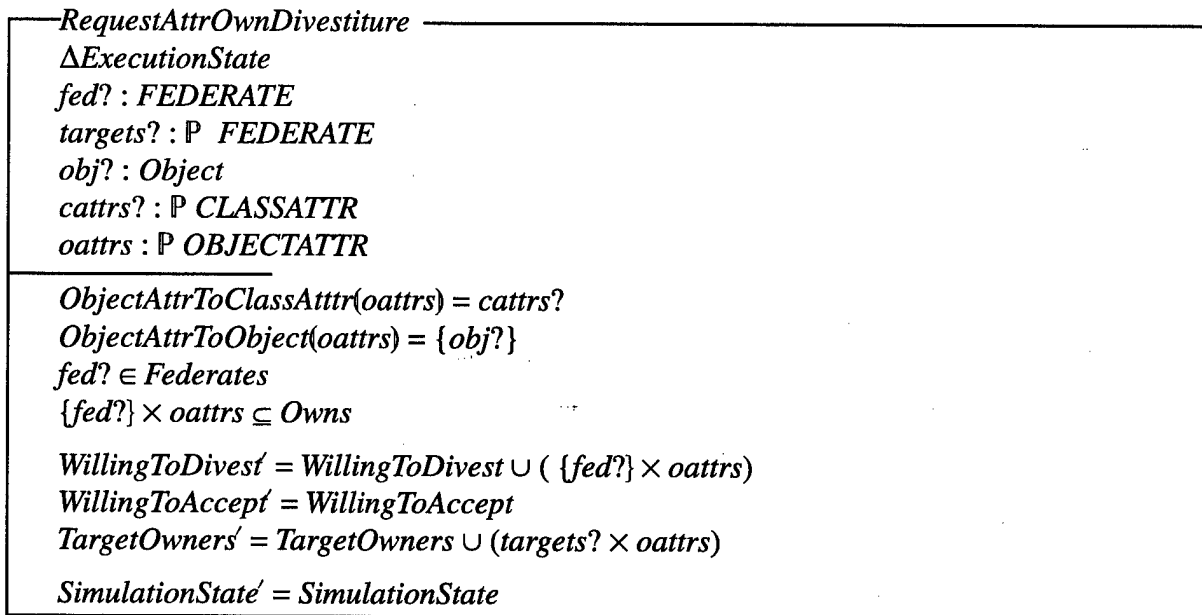 RequestAttrOwnDivestiture
ΔExecutionState
fed? : FEDERATE
targets? : ℙ FEDERATE
obj? : Object
cattrs? : ℙ CLASSATTR
oattrs : ℙ OBJECTATTR
ObjectAttrToClassAtttr(oattrs) = cattrs?
ObjectAttrToObject(oattrs) = {obj?}
fed? ∈ Federates
{fed?} × oattrs ⊆ Owns
WillingToDivest′ = WillingToDivest ∪ ( {fed?} × oattrs)
WillingToAccept′ = WillingToAccept
TargetOwners′ = TargetOwners ∪ (targets? × oattrs)
SimulationState′ = SimulationState